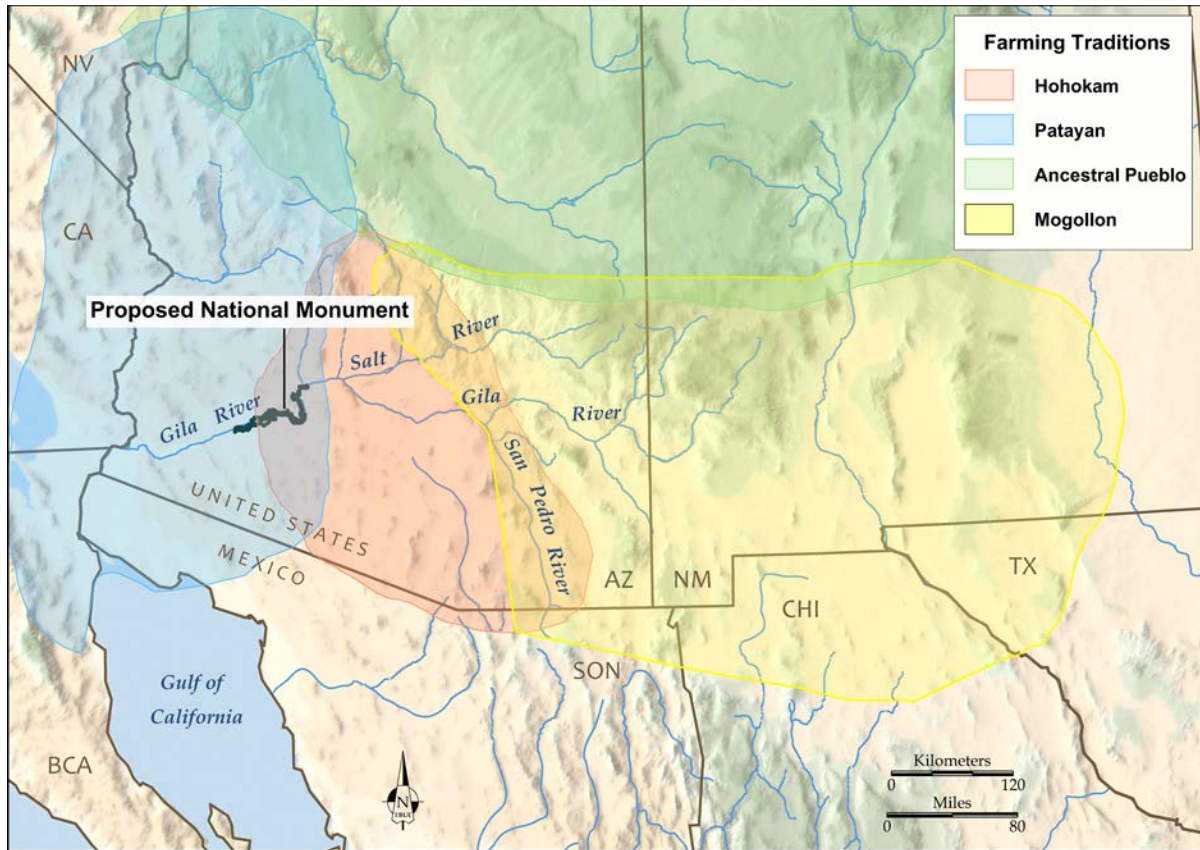 NV
CA
Proposed National Monument
Farming Traditions
Hohokam
Patayan
Ancestral Pueblo
Mogollon
Salt River
Gila River
Gila River
San Pedro River
UNITED STATES
MEXICO
AZ
NM
TX
CHI
SON
Gulf of
California
BCA
N
TRUE
Kilometers
0 120
Miles
0 80